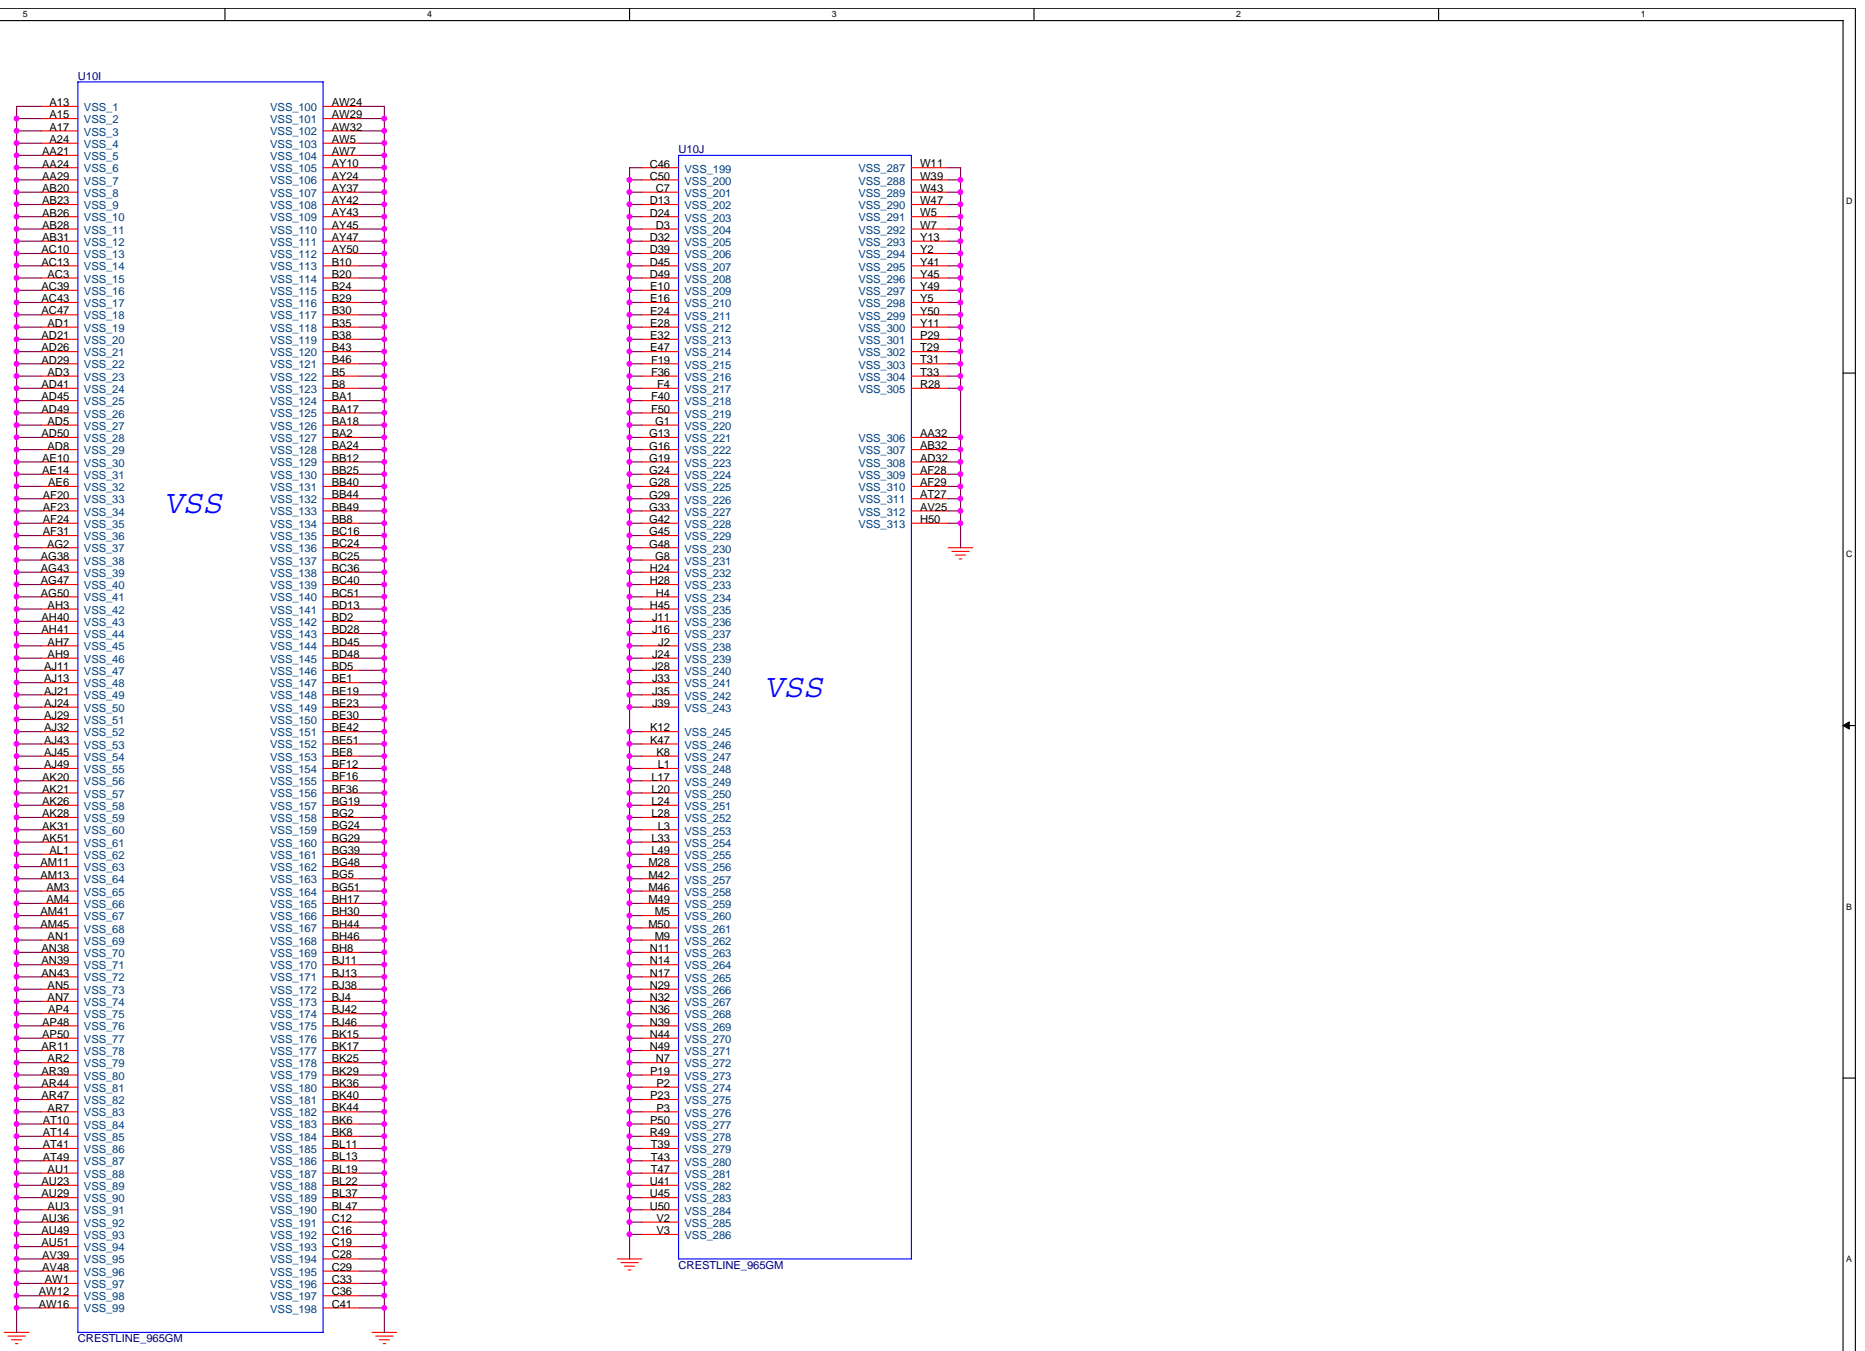 5 4 3 2 1
U10I
A13 VSS_1 VSS_100 AW24
A15 VSS_2 VSS_101 AW29
A17 VSS_3 VSS_102 AW32
A24 VSS_4 VSS_103 AW5
AA21 VSS_5 VSS_104 AW7
AA24 VSS_6 VSS_105 AY10
AA29 VSS_7 VSS_106 AY24
AB20 VSS_8 VSS_107 AY37
AB23 VSS_9 VSS_108 AY42
AB26 VSS_10 VSS_109 AY43
AB28 VSS_11 VSS_110 AY45
AB31 VSS_12 VSS_111 AY47
AC10 VSS_13 VSS_112 AY50
AC13 VSS_14 VSS_113 B10
AC3 VSS_15 VSS_114 B20
AC39 VSS_16 VSS_115 B24
AC43 VSS_17 VSS_116 B29
AC47 VSS_18 VSS_117 B30
AD1 VSS_19 VSS_118 B35
AD21 VSS_20 VSS_119 B38
AD26 VSS_21 VSS_120 B43
AD29 VSS_22 VSS_121 B46
AD3 VSS_23 VSS_122 B5
AD41 VSS_24 VSS_123 B8
AD45 VSS_25 VSS_124 BA1
AD49 VSS_26 VSS_125 BA17
AD5 VSS_27 VSS_126 BA18
AD50 VSS_28 VSS_127 BA2
AD8 VSS_29 VSS_128 BA24
AE10 VSS_30 VSS_129 BB12
AE14 VSS_31 VSS_130 BB25
AE6 VSS_32 VSS_131 BB40
AF20 VSS_33 VSS_132 BB44
AF23 VSS_34 VSS_133 BB49
AF24 VSS_35 VSS_134 BB8
AF31 VSS_36 VSS_135 BC16
AG2 VSS_37 VSS_136 BC24
AG38 VSS_38 VSS_137 BC25
AG43 VSS_39 VSS_138 BC36
AG47 VSS_40 VSS_139 BC40
AG50 VSS_41 VSS_140 BC51
AH3 VSS_42 VSS_141 BD13
AH40 VSS_43 VSS_142 BD2
AH41 VSS_44 VSS_143 BD28
AH7 VSS_45 VSS_144 BD45
AH9 VSS_46 VSS_145 BD48
AJ11 VSS_47 VSS_146 BD5
AJ13 VSS_48 VSS_147 BE1
AJ21 VSS_49 VSS_148 BE19
AJ24 VSS_50 VSS_149 BE23
AJ29 VSS_51 VSS_150 BE30
AJ32 VSS_52 VSS_151 BE42
AJ43 VSS_53 VSS_152 BE51
AJ45 VSS_54 VSS_153 BE8
AJ49 VSS_55 VSS_154 BF12
AK20 VSS_56 VSS_155 BF16
AK21 VSS_57 VSS_156 BF36
AK26 VSS_58 VSS_157 BG19
AK28 VSS_59 VSS_158 BG2
AK31 VSS_60 VSS_159 BG24
AK51 VSS_61 VSS_160 BG29
AL1 VSS_62 VSS_161 BG39
AM11 VSS_63 VSS_162 BG48
AM13 VSS_64 VSS_163 BG5
AM3 VSS_65 VSS_164 BG51
AM4 VSS_66 VSS_165 BH17
AM41 VSS_67 VSS_166 BH30
AM45 VSS_68 VSS_167 BH44
AN1 VSS_69 VSS_168 BH46
AN38 VSS_70 VSS_169 BH8
AN39 VSS_71 VSS_170 BJ11
AN43 VSS_72 VSS_171 BJ13
AN5 VSS_73 VSS_172 BJ38
AN7 VSS_74 VSS_173 BJ4
AP4 VSS_75 VSS_174 BJ42
AP48 VSS_76 VSS_175 BJ46
AP50 VSS_77 VSS_176 BK15
AR11 VSS_78 VSS_177 BK17
AR2 VSS_79 VSS_178 BK25
AR39 VSS_80 VSS_179 BK29
AR44 VSS_81 VSS_180 BK36
AR47 VSS_82 VSS_181 BK40
AR7 VSS_83 VSS_182 BK44
AT10 VSS_84 VSS_183 BK6
AT14 VSS_85 VSS_184 BK8
AT41 VSS_86 VSS_185 BL11
AT49 VSS_87 VSS_186 BL13
AU1 VSS_88 VSS_187 BL19
AU23 VSS_89 VSS_188 BL22
AU29 VSS_90 VSS_189 BL37
AU3 VSS_91 VSS_190 BL47
AU36 VSS_92 VSS_191 C12
AU49 VSS_93 VSS_192 C16
AU51 VSS_94 VSS_193 C19
AV39 VSS_95 VSS_194 C28
AV48 VSS_96 VSS_195 C29
AW1 VSS_97 VSS_196 C33
AW12 VSS_98 VSS_197 C36
AW16 VSS_99 VSS_198 C41
VSS
CRESTLINE_965GM
U10J
C46 VSS_199 VSS_287 W11
C50 VSS_200 VSS_288 W39
C7 VSS_201 VSS_289 W43
D13 VSS_202 VSS_290 W47
D24 VSS_203 VSS_291 W5
D3 VSS_204 VSS_292 W7
D32 VSS_205 VSS_293 Y13
D39 VSS_206 VSS_294 Y2
D45 VSS_207 VSS_295 Y41
D49 VSS_208 VSS_296 Y45
E10 VSS_209 VSS_297 Y49
E16 VSS_210 VSS_298 Y5
E24 VSS_211 VSS_299 Y50
E28 VSS_212 VSS_300 Y11
E32 VSS_213 VSS_301 P29
E47 VSS_214 VSS_302 T29
F19 VSS_215 VSS_303 T31
F36 VSS_216 VSS_304 T33
F4 VSS_217 VSS_305 R28
F40 VSS_218
F50 VSS_219
G1 VSS_220
G13 VSS_221 VSS_306 AA32
G16 VSS_222 VSS_307 AB32
G19 VSS_223 VSS_308 AD32
G24 VSS_224 VSS_309 AF28
G28 VSS_225 VSS_310 AF29
G29 VSS_226 VSS_311 AT27
G33 VSS_227 VSS_312 AV25
G42 VSS_228 VSS_313 H50
G45 VSS_229
G48 VSS_230
G8 VSS_231
H24 VSS_232
H28 VSS_233
H4 VSS_234
H45 VSS_235
J11 VSS_236
J16 VSS_237
J2 VSS_238
J24 VSS_239
J28 VSS_240
J33 VSS_241
J35 VSS_242
J39 VSS_243
K12 VSS_245
K47 VSS_246
K8 VSS_247
L1 VSS_248
L17 VSS_249
L20 VSS_250
L24 VSS_251
L28 VSS_252
L3 VSS_253
L33 VSS_254
L49 VSS_255
M28 VSS_256
M42 VSS_257
M46 VSS_258
M49 VSS_259
M5 VSS_260
M50 VSS_261
M9 VSS_262
N11 VSS_263
N14 VSS_264
N17 VSS_265
N29 VSS_266
N32 VSS_267
N36 VSS_268
N39 VSS_269
N44 VSS_270
N49 VSS_271
N7 VSS_272
P19 VSS_273
P2 VSS_274
P23 VSS_275
P3 VSS_276
P50 VSS_277
R49 VSS_278
T39 VSS_279
T43 VSS_280
T47 VSS_281
U41 VSS_282
U45 VSS_283
U50 VSS_284
V2 VSS_285
V3 VSS_286
VSS
CRESTLINE_965GM
D
C
B
A